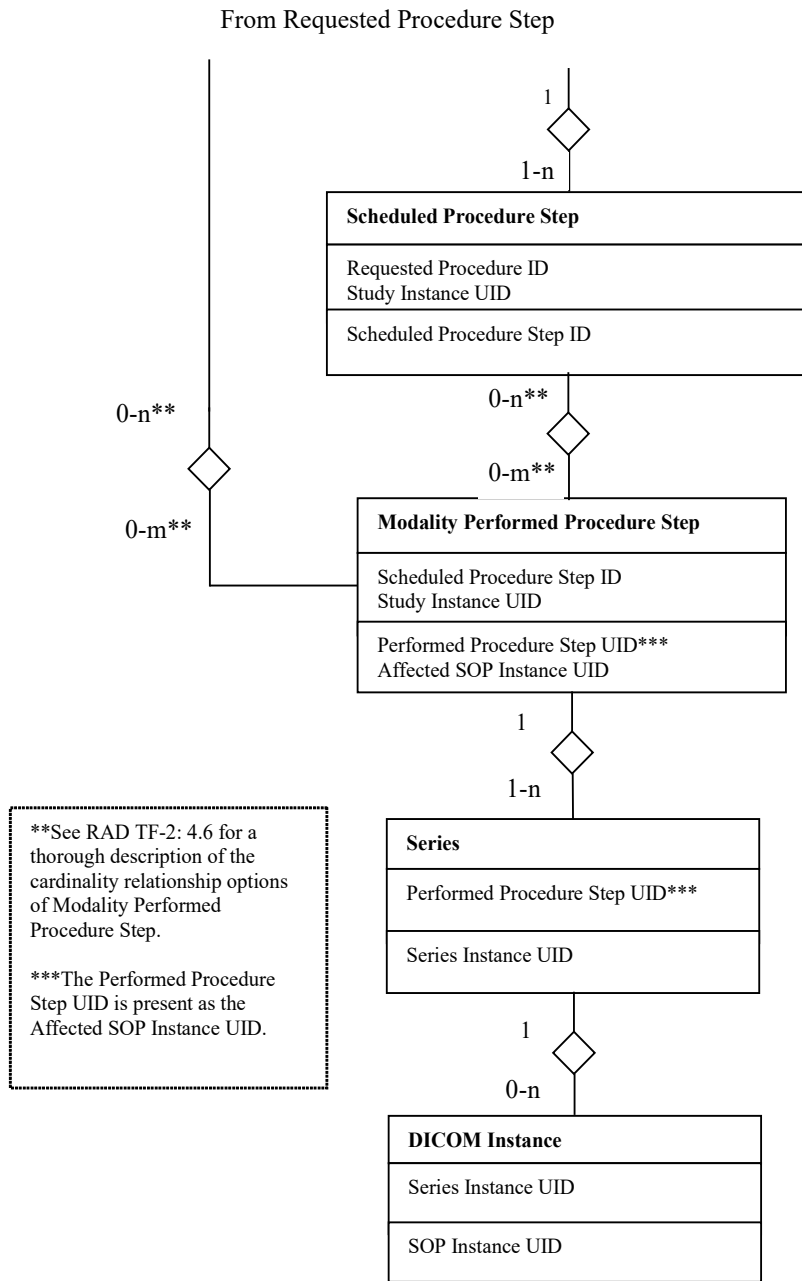 From Requested Procedure Step
1
1-n
Scheduled Procedure Step
Requested Procedure ID
Study Instance UID
Scheduled Procedure Step ID
0-n**
0-n**
0-m**
0-m**
Modality Performed Procedure Step
Scheduled Procedure Step ID
Study Instance UID
Performed Procedure Step UID***
Affected SOP Instance UID
1
1-n
**See RAD TF-2: 4.6 for a
thorough description of the
cardinality relationship options
of Modality Performed
Procedure Step.
***The Performed Procedure
Step UID is present as the
Affected SOP Instance UID.
Series
Performed Procedure Step UID***
Series Instance UID
1
0-n
DICOM Instance
Series Instance UID
SOP Instance UID